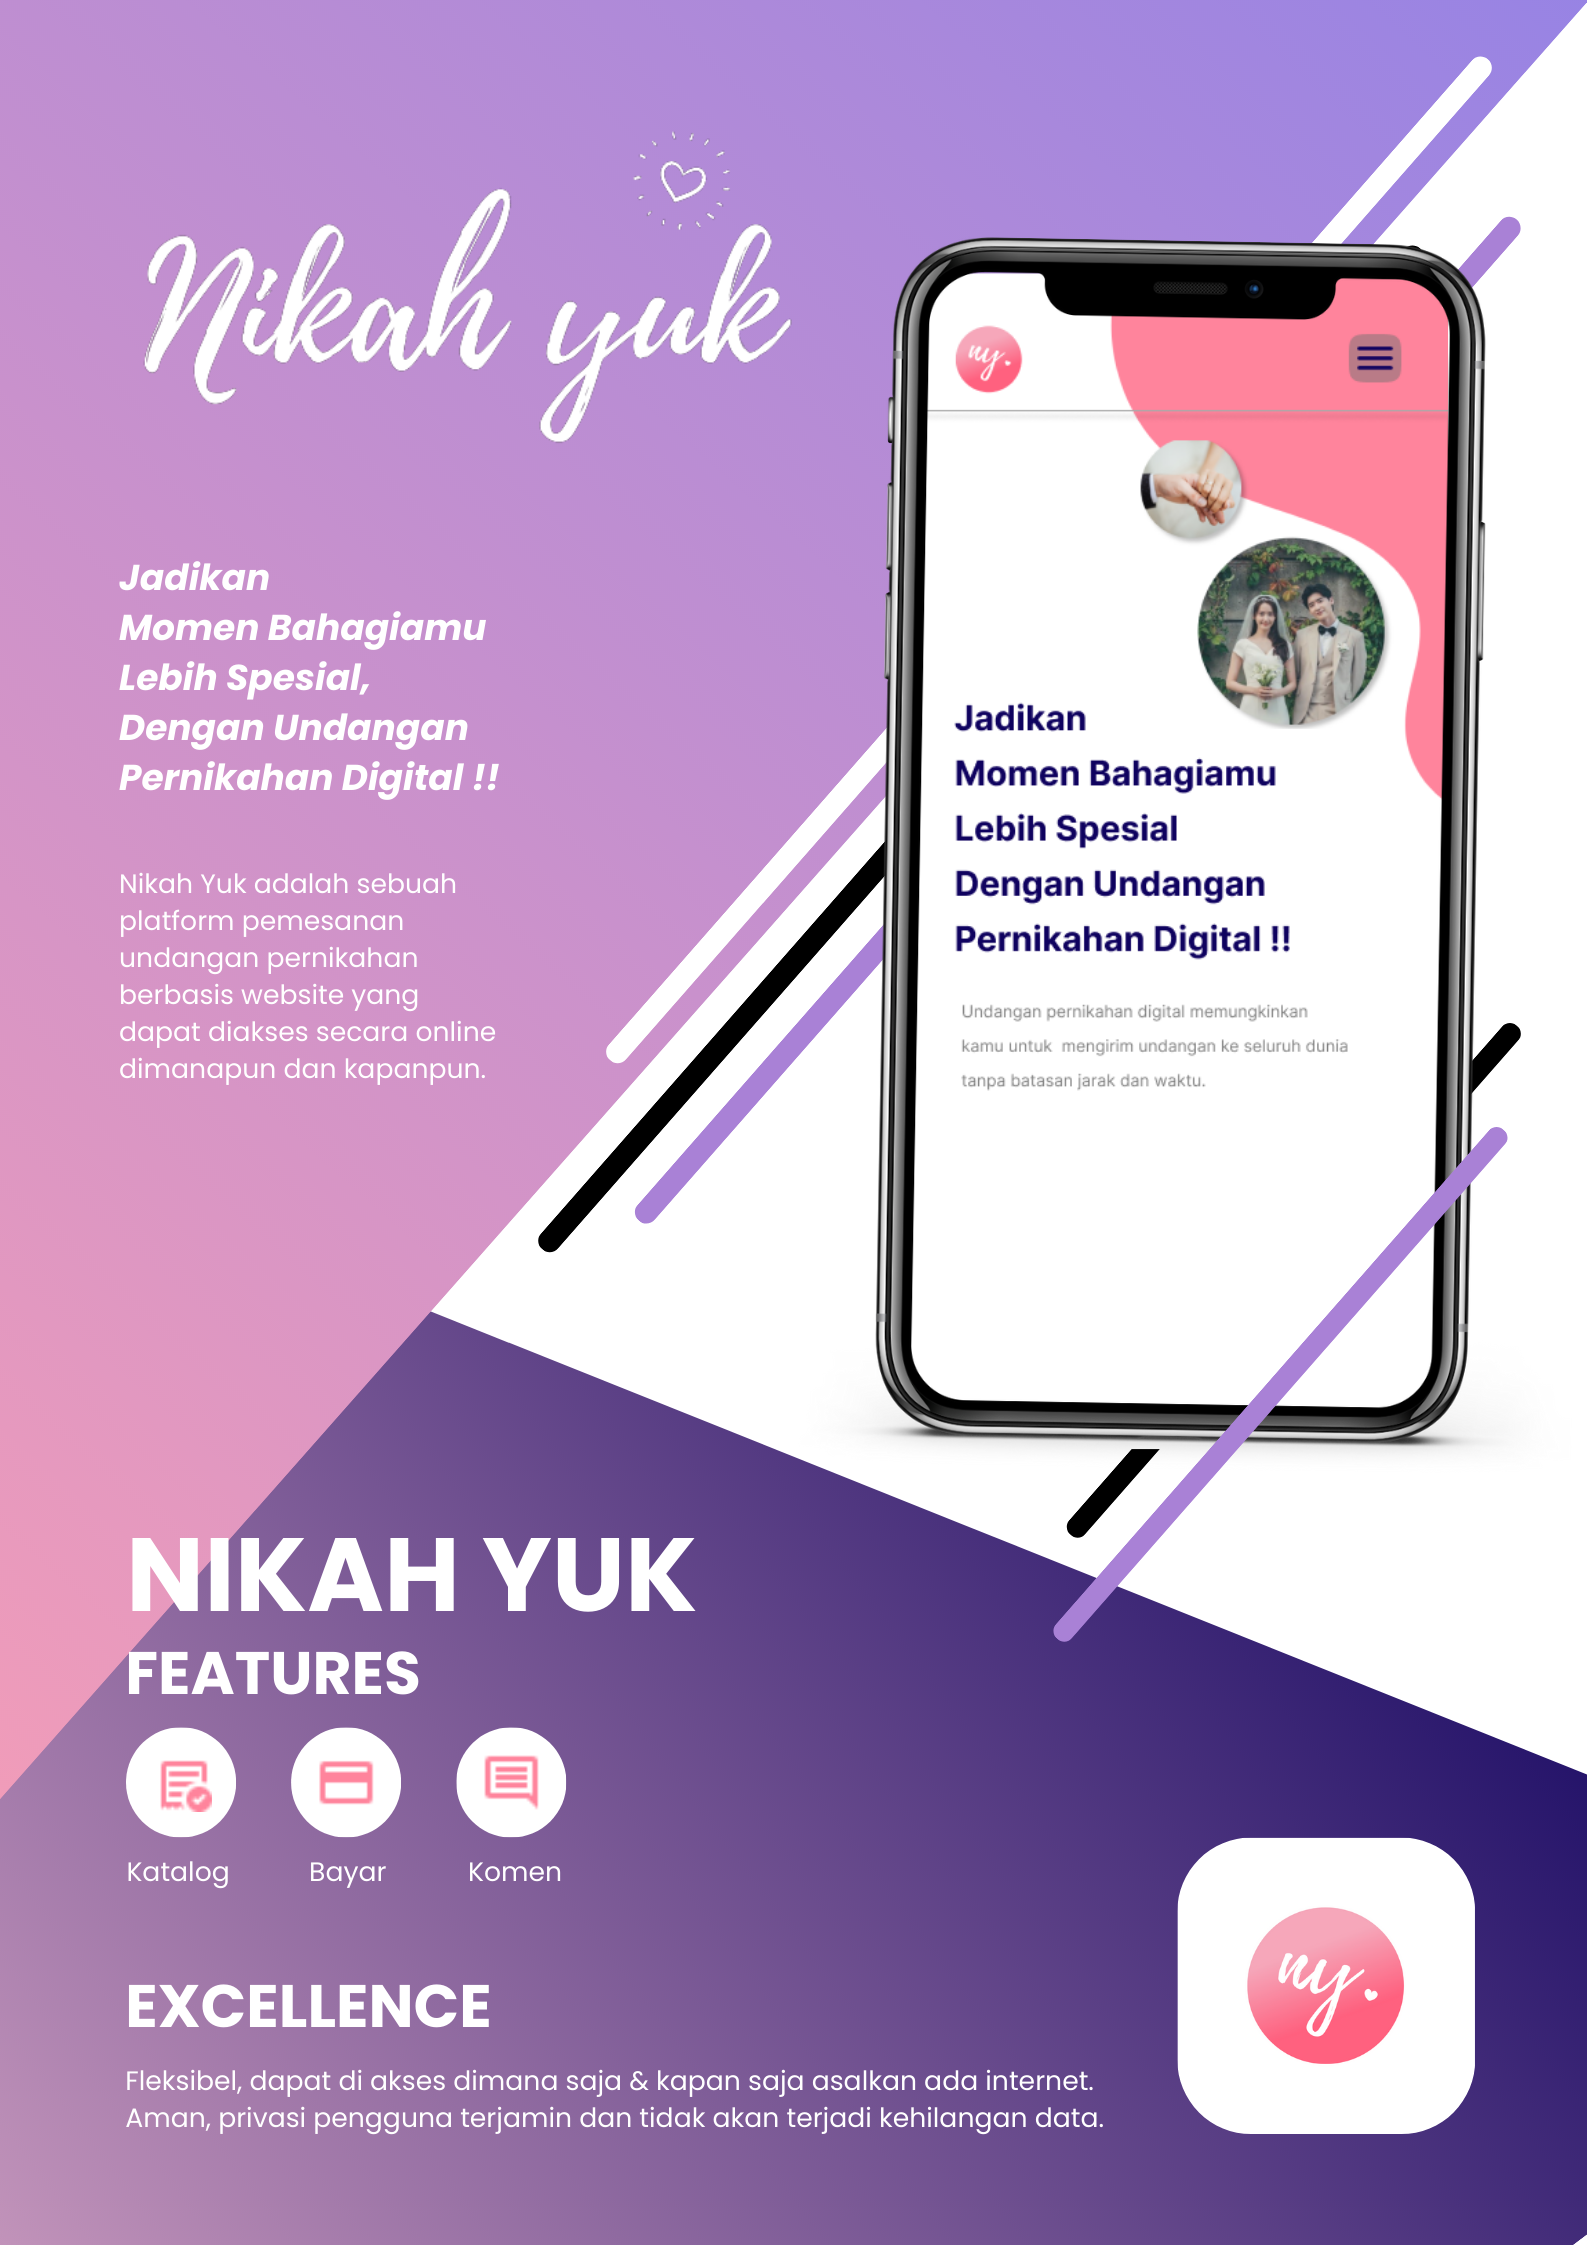 Nikah yuk
Jadikan
Momen Bahagiamu
Lebih Spesial,
Dengan Undangan
Pernikahan Digital !!
Nikah Yuk adalah sebuah
platform pemesanan
undangan pernikahan
berbasis website yang
dapat diakses secara online
dimanapun dan kapanpun.
ny.
Jadikan
Momen Bahagiamu
Lebih Spesial
Dengan Undangan
Pernikahan Digital !!
Undangan pernikahan digital memungkinkan
kamu untuk mengirim undangan ke seluruh dunia
tanpa batasan jarak dan waktu.
NIKAH YUK
FEATURES
Katalog Bayar Komen
EXCELLENCE
Fleksibel, dapat di akses dimana saja & kapan saja asalkan ada internet.
Aman, privasi pengguna terjamin dan tidak akan terjadi kehilangan data.
ny.